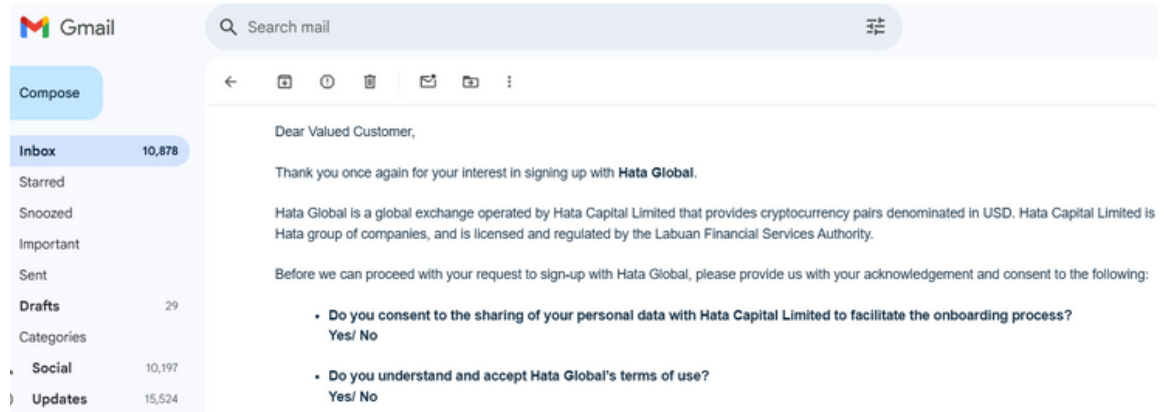 Gmail
Search mail
Compose
Inbox 10,878
Starred
Snoozed
Important
Sent
Drafts 29
Categories
Social 10,197
Updates 15,524
Dear Valued Customer,
Thank you once again for your interest in signing up with Hata Global.
Hata Global is a global exchange operated by Hata Capital Limited that provides cryptocurrency pairs denominated in USD. Hata Capital Limited is
Hata group of companies, and is licensed and regulated by the Labuan Financial Services Authority.
Before we can proceed with your request to sign-up with Hata Global, please provide us with your acknowledgement and consent to the following:
• Do you consent to the sharing of your personal data with Hata Capital Limited to facilitate the onboarding process?
Yes/ No
• Do you understand and accept Hata Global's terms of use?
Yes/ No